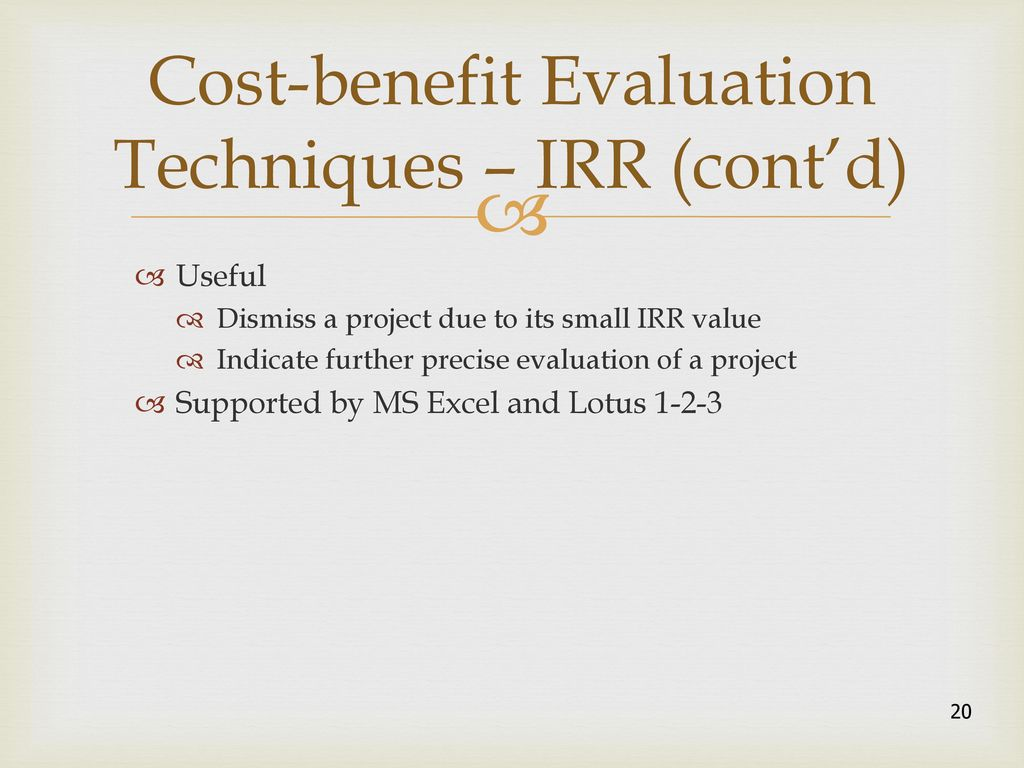 Cost-benefit Evaluation
Techniques – IRR (cont’d)
Useful
Dismiss a project due to its small IRR value
Indicate further precise evaluation of a project
Supported by MS Excel and Lotus 1-2-3
20